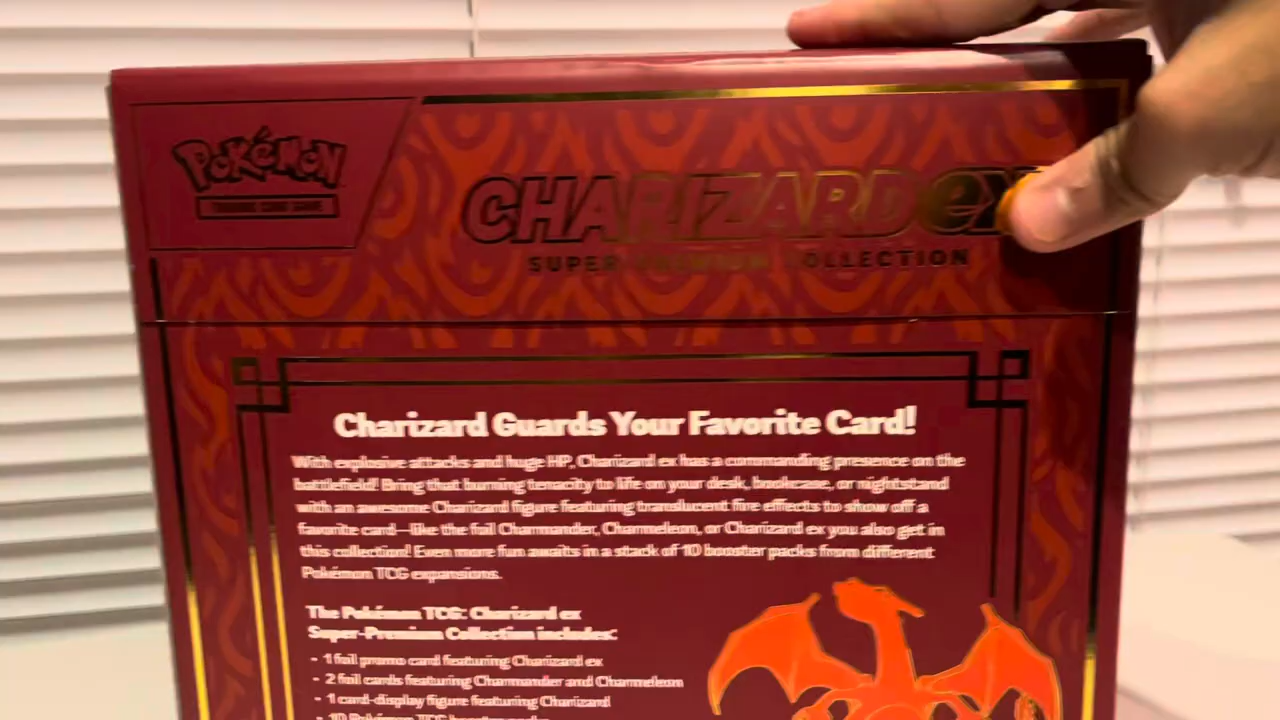 Pokémon
TRADING CARD GAME
CHARIZARD ex
SUPER-PREMIUM COLLECTION
Charizard Guards Your Favorite Card!
With explosive attacks and huge HP, Charizard ex has a commanding presence on the
battlefield! Bring that burning tenacity to life on your desk, bookcase, or nightstand
with an awesome Charizard figure featuring translucent fire effects to show off a
favorite card—like the foil Charmander, Charmeleon, or Charizard ex you also get in
this collection! Even more fun awaits in a stack of 10 booster packs from different
Pokémon TCG expansions.
The Pokémon TCG: Charizard ex
Super-Premium Collection includes:
• 1 foil promo card featuring Charizard ex
• 2 foil cards featuring Charmander and Charmeleon
• 1 card-display figure featuring Charizard
• 10 Pokémon TCG booster packs